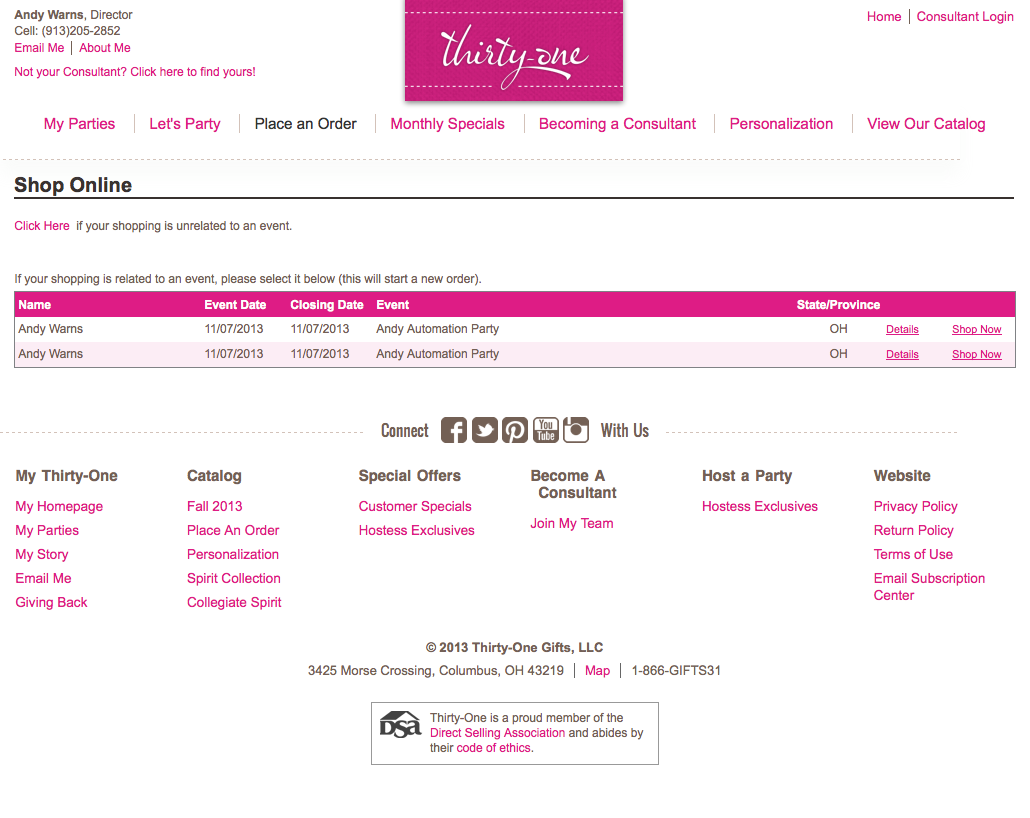 Andy Warns, Director
Cell: (913)205-2852
Email Me | About Me
Not your Consultant? Click here to find yours!
thirty-one
Home | Consultant Login
My Parties | Let's Party | Place an Order | Monthly Specials | Becoming a Consultant | Personalization | View Our Catalog
Shop Online
Click Here if your shopping is unrelated to an event.
If your shopping is related to an event, please select it below (this will start a new order).
Name Event Date Closing Date Event State/Province
Andy Warns 11/07/2013 11/07/2013 Andy Automation Party OH Details Shop Now
Andy Warns 11/07/2013 11/07/2013 Andy Automation Party OH Details Shop Now
Connect You Tube With Us
My Thirty-One
My Homepage
My Parties
My Story
Email Me
Giving Back
Catalog
Fall 2013
Place An Order
Personalization
Spirit Collection
Collegiate Spirit
Special Offers
Customer Specials
Hostess Exclusives
Become A
Consultant
Join My Team
Host a Party
Hostess Exclusives
Website
Privacy Policy
Return Policy
Terms of Use
Email Subscription
Center
© 2013 Thirty-One Gifts, LLC
3425 Morse Crossing, Columbus, OH 43219 | Map | 1-866-GIFTS31
DSA
Thirty-One is a proud member of the
Direct Selling Association and abides by
their code of ethics.